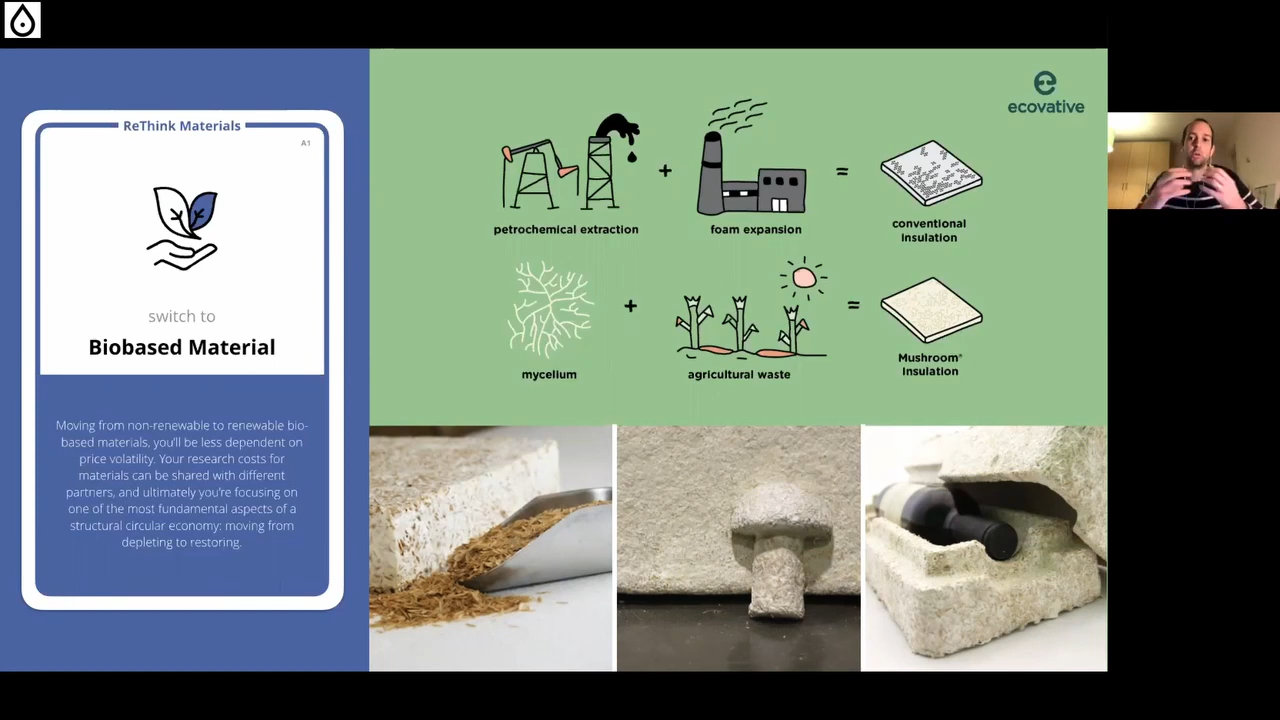 ReThink Materials
A1
switch to
Biobased Material
Moving from non-renewable to renewable bio-
based materials, you'll be less dependent on
price volatility. Your research costs for
materials can be shared with different
partners, and ultimately you're focusing on
one of the most fundamental aspects of a
structural circular economy: moving from
depleting to restoring.
e
ecovative
petrochemical extraction
+
foam expansion
=
conventional
insulation
mycelium
+
agricultural waste
=
Mushroom®
Insulation